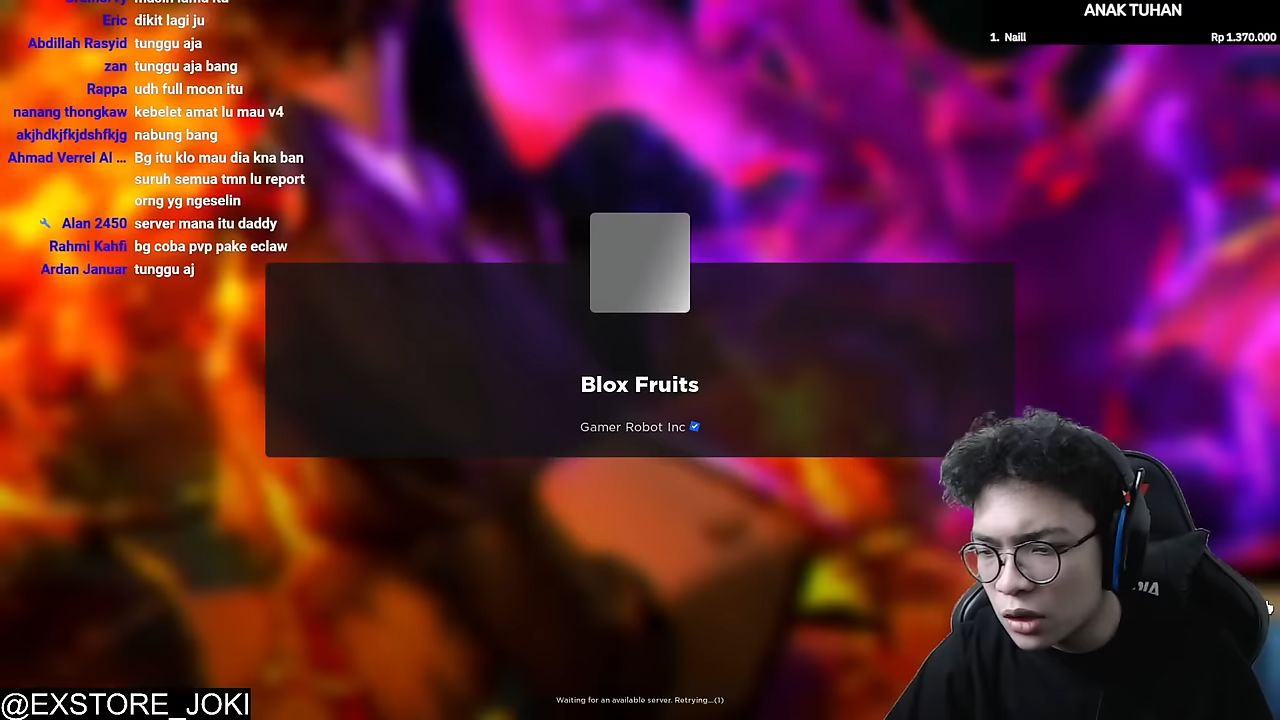 Eric dikit lagi ju
Abdillah Rasyid tunggu aja
zan tunggu aja bang
Rappa udh full moon itu
nanang thongkaw kebelet amat lu mau v4
akjhdkjfkjdshfkjg nabung bang
Ahmad Verrel Al ... Bg itu klo mau dia kna ban
suruh semua tmn lu report
orng yg ngeselin
Alan 2450 server mana itu daddy
Rahmi Kahfi bg coba pvp pake eclaw
Ardan Januar tunggu aj
ANAK TUHAN
1. Naill Rp 1.370.000
Blox Fruits
Gamer Robot Inc
Waiting for an available server. Retrying...(1)
@EXSTORE_JOKI